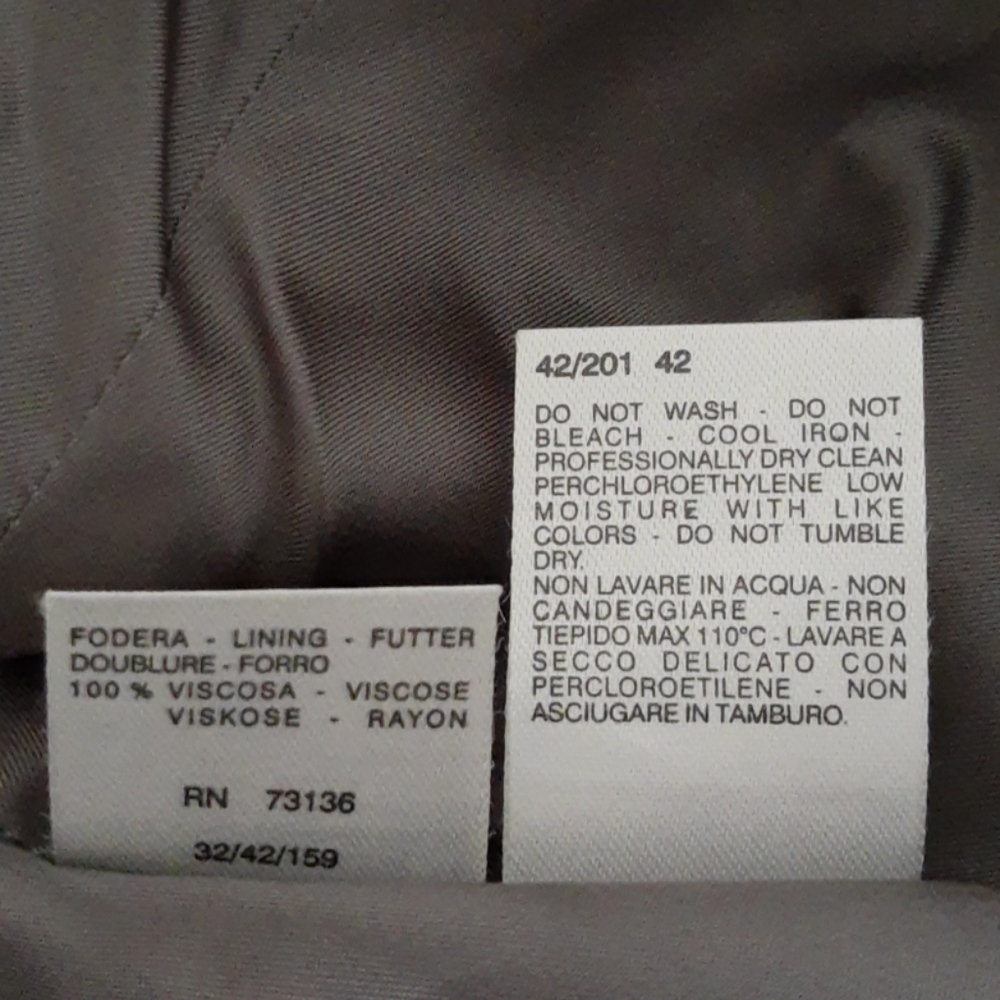 FODERA - LINING - FUTTER
DOUBLURE - FORRO
100 % VISCOSA - VISCOSE
VISKOSE - RAYON
RN 73136
32/42/159
42/201 42
DO NOT WASH - DO NOT
BLEACH - COOL IRON -
PROFESSIONALLY DRY CLEAN
PERCHLOROETHYLENE LOW
MOISTURE WITH LIKE
COLORS - DO NOT TUMBLE
DRY.
NON LAVARE IN ACQUA - NON
CANDEGGIARE - FERRO
TIEPIDO MAX 110°C - LAVARE A
SECCO DELICATO CON
PERCLOROETILENE - NON
ASCIUGARE IN TAMBURO.